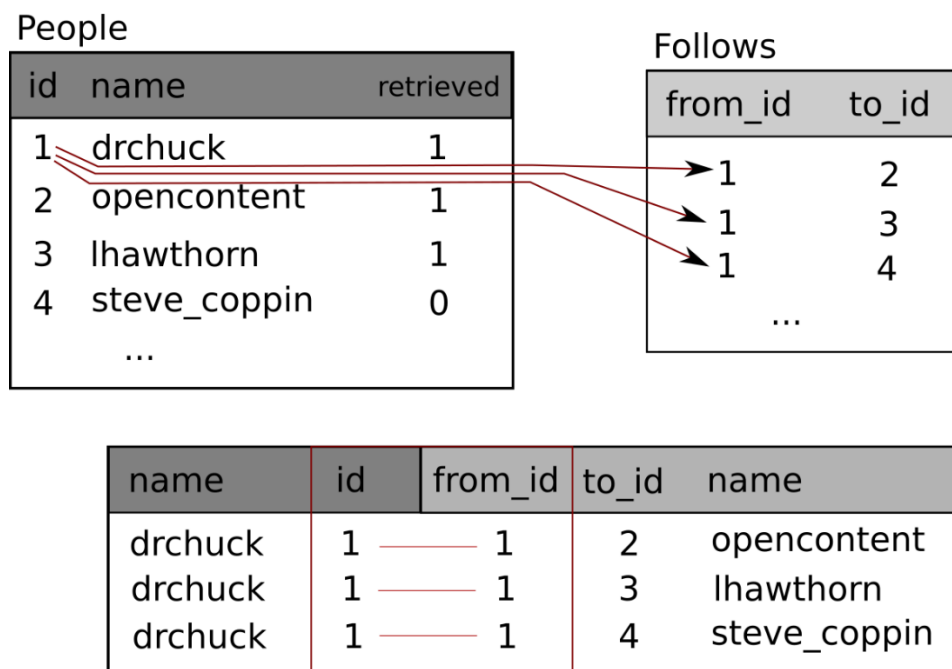 People
id name retrieved
1 drchuck 1
2 opencontent 1
3 lhawthorn 1
4 steve_coppin 0
...
Follows
from_id to_id
1 2
1 3
1 4
...
name id from_id to_id name
drchuck 1 1 2 opencontent
drchuck 1 1 3 lhawthorn
drchuck 1 1 4 steve_coppin